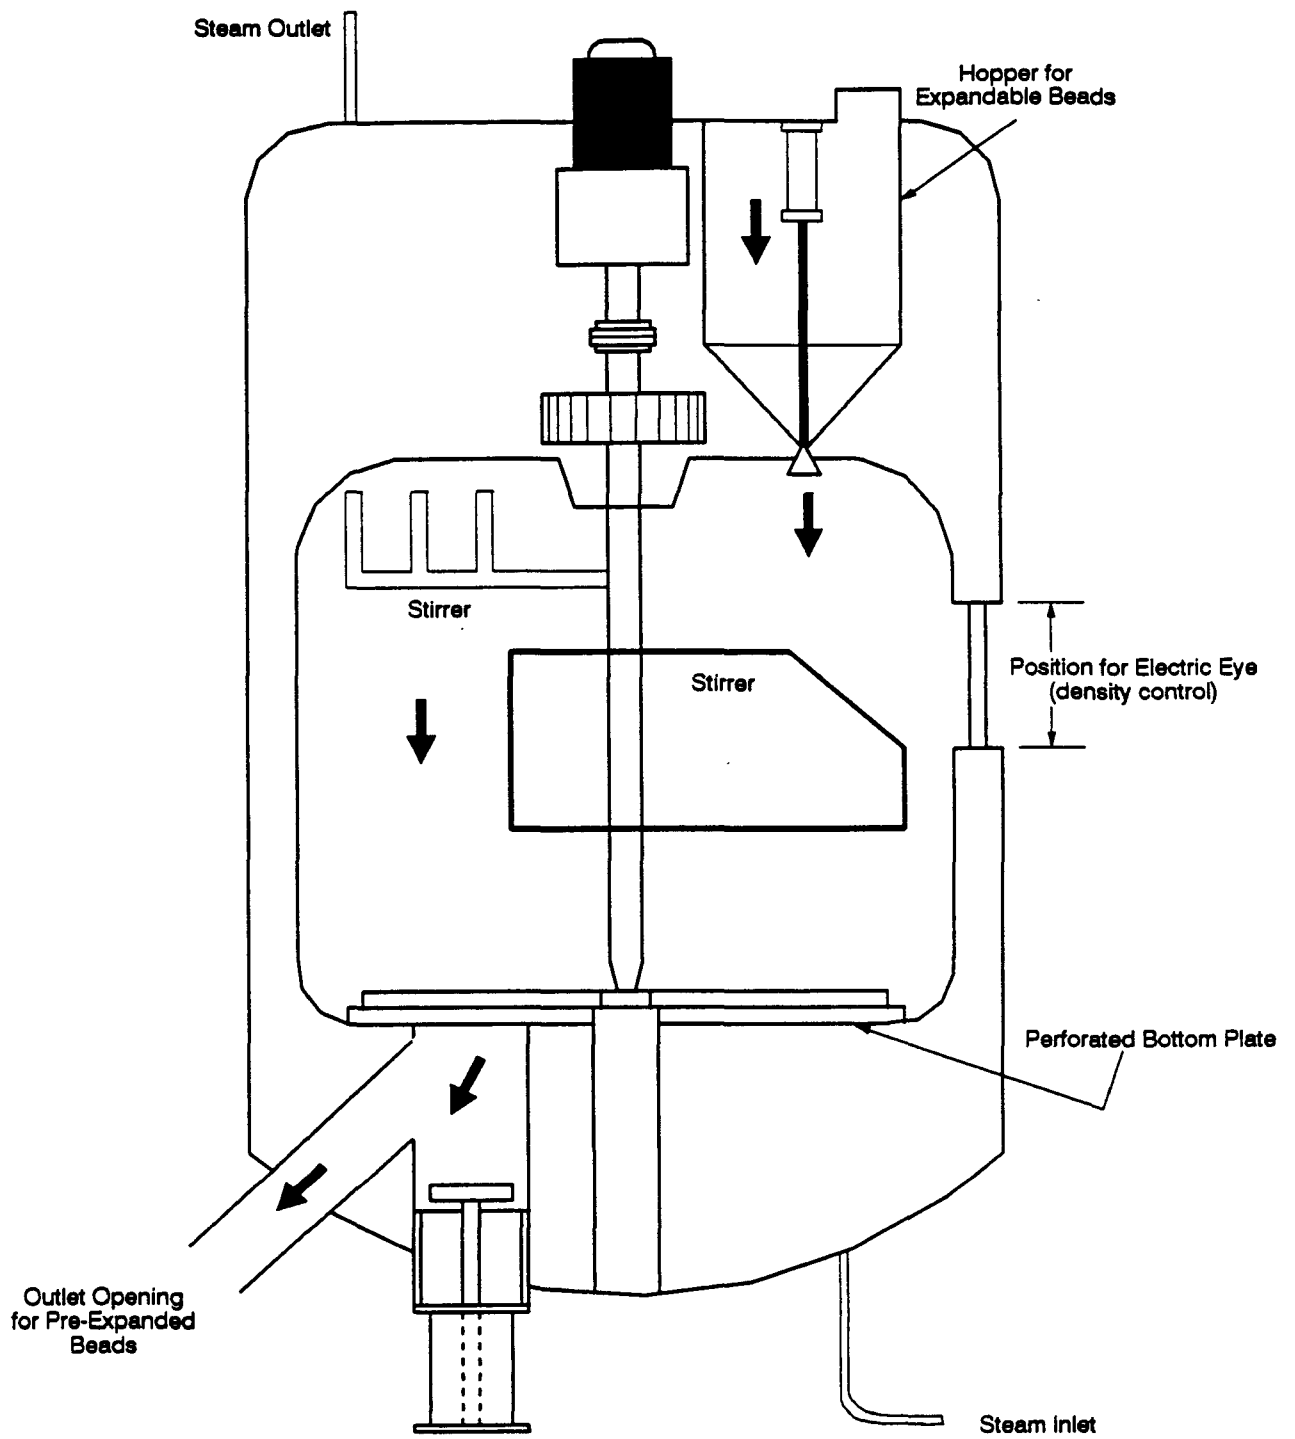 Steam Outlet
Hopper for
Expandable Beads
Stirrer
Stirrer
Position for Electric Eye
(density control)
Perforated Bottom Plate
Outlet Opening
for Pre-Expanded
Beads
Steam Inlet